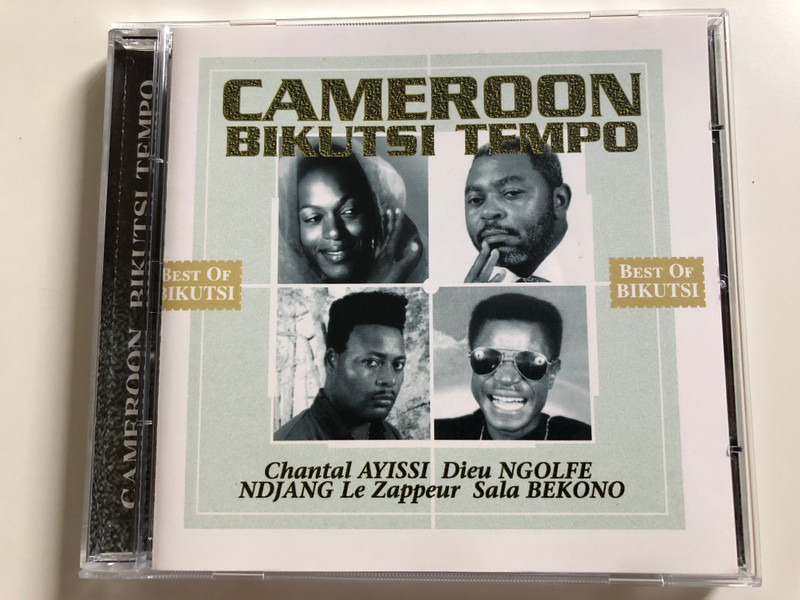 CAMEROON BIKUTSI TEMPO
CAMEROON
BIKUTSI TEMPO
BEST OF
BIKUTSI
BEST OF
BIKUTSI
Chantal AYISSI Dieu NGOLFE
NDJANG Le Zappeur Sala BEKONO